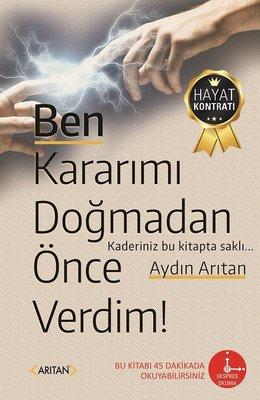 HAYAT
KONTRATI
Ben
Kararımı
Doğmadan
Kaderiniz bu kitapta saklı...
Önce
Aydın Arıtan
Verdim!
ARITAN
BU KİTABI 45 DAKİKADA
OKUYABİLİRSİNİZ
EKSPRES
OKUMA